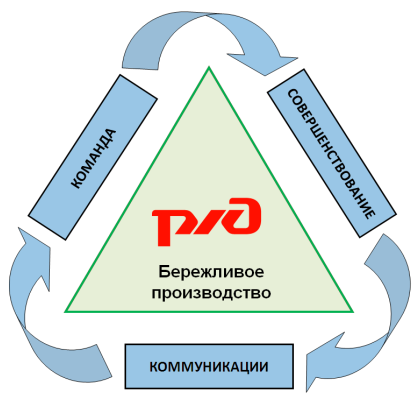 КОМАНДА
СОВЕРШЕНСТВОВАНИЕ
ржд
Бережливое
производство
КОММУНИКАЦИИ